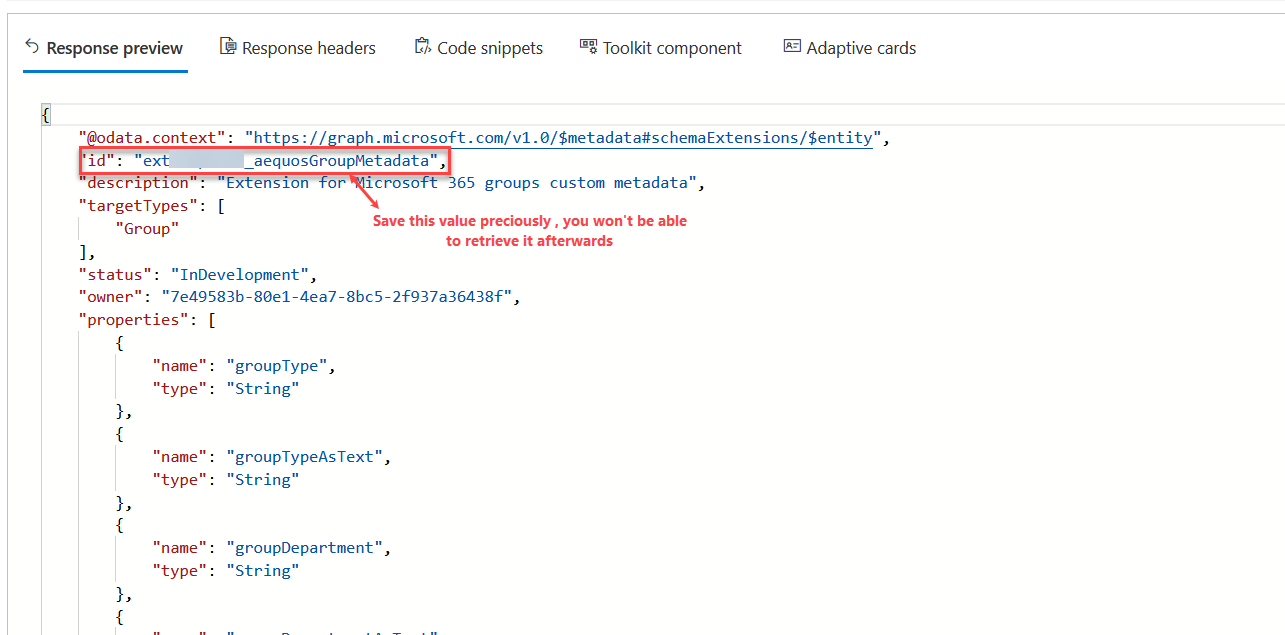 Response preview Response headers Code snippets Toolkit component Adaptive cards
{
"@odata.context": "https://graph.microsoft.com/v1.0/$metadata#schemaExtensions/$entity",
"id": "ext _aequosGroupMetadata",
"description": "Extension for Microsoft 365 groups custom metadata",
"targetTypes": [
"Group"
Save this value preciously , you won't be able
to retrieve it afterwards
],
"status": "InDevelopment",
"owner": "7e49583b-80e1-4ea7-8bc5-2f937a36438f",
"properties": [
{
"name": "groupType",
"type": "String"
},
{
"name": "groupTypeAsText",
"type": "String"
},
{
"name": "groupDepartment",
"type": "String"
},
{